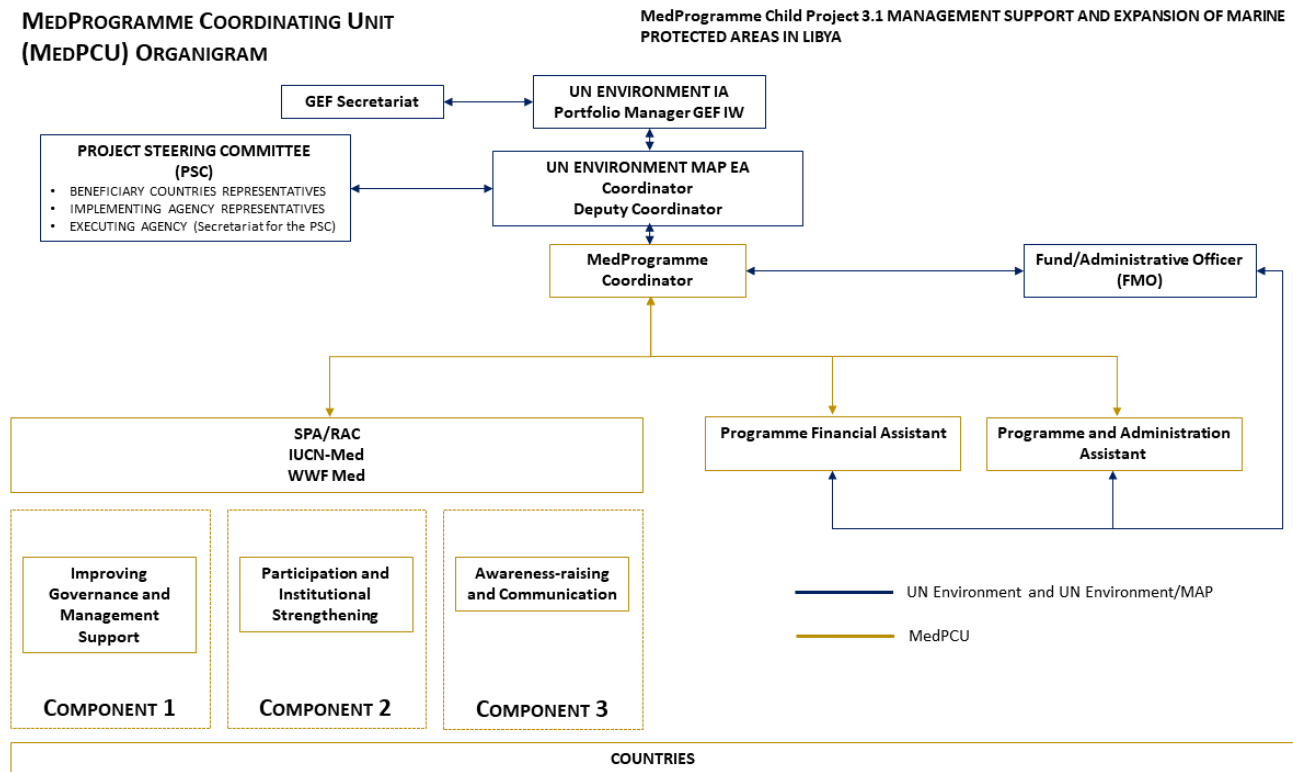 MEDPROGRAMME COORDINATING UNIT
(MEDPCU) ORGANIGRAM
MedProgramme Child Project 3.1 MANAGEMENT SUPPORT AND EXPANSION OF MARINE
PROTECTED AREAS IN LIBYA
GEF Secretariat
UN ENVIRONMENT IA
Portfolio Manager GEF IW
PROJECT STEERING COMMITTEE
(PSC)
• BENEFICIARY COUNTRIES REPRESENTATIVES
• IMPLEMENTING AGENCY REPRESENTATIVES
• EXECUTING AGENCY (Secretariat for the PSC)
UN ENVIRONMENT MAP EA
Coordinator
Deputy Coordinator
MedProgramme
Coordinator
Fund/Administrative Officer
(FMO)
SPA/RAC
IUCN-Med
WWF Med
Programme Financial Assistant
Programme and Administration
Assistant
Improving
Governance and
Management
Support
COMPONENT 1
Participation and
Institutional
Strengthening
COMPONENT 2
Awareness-raising
and Communication
COMPONENT 3
UN Environment and UN Environment/MAP
MedPCU
COUNTRIES